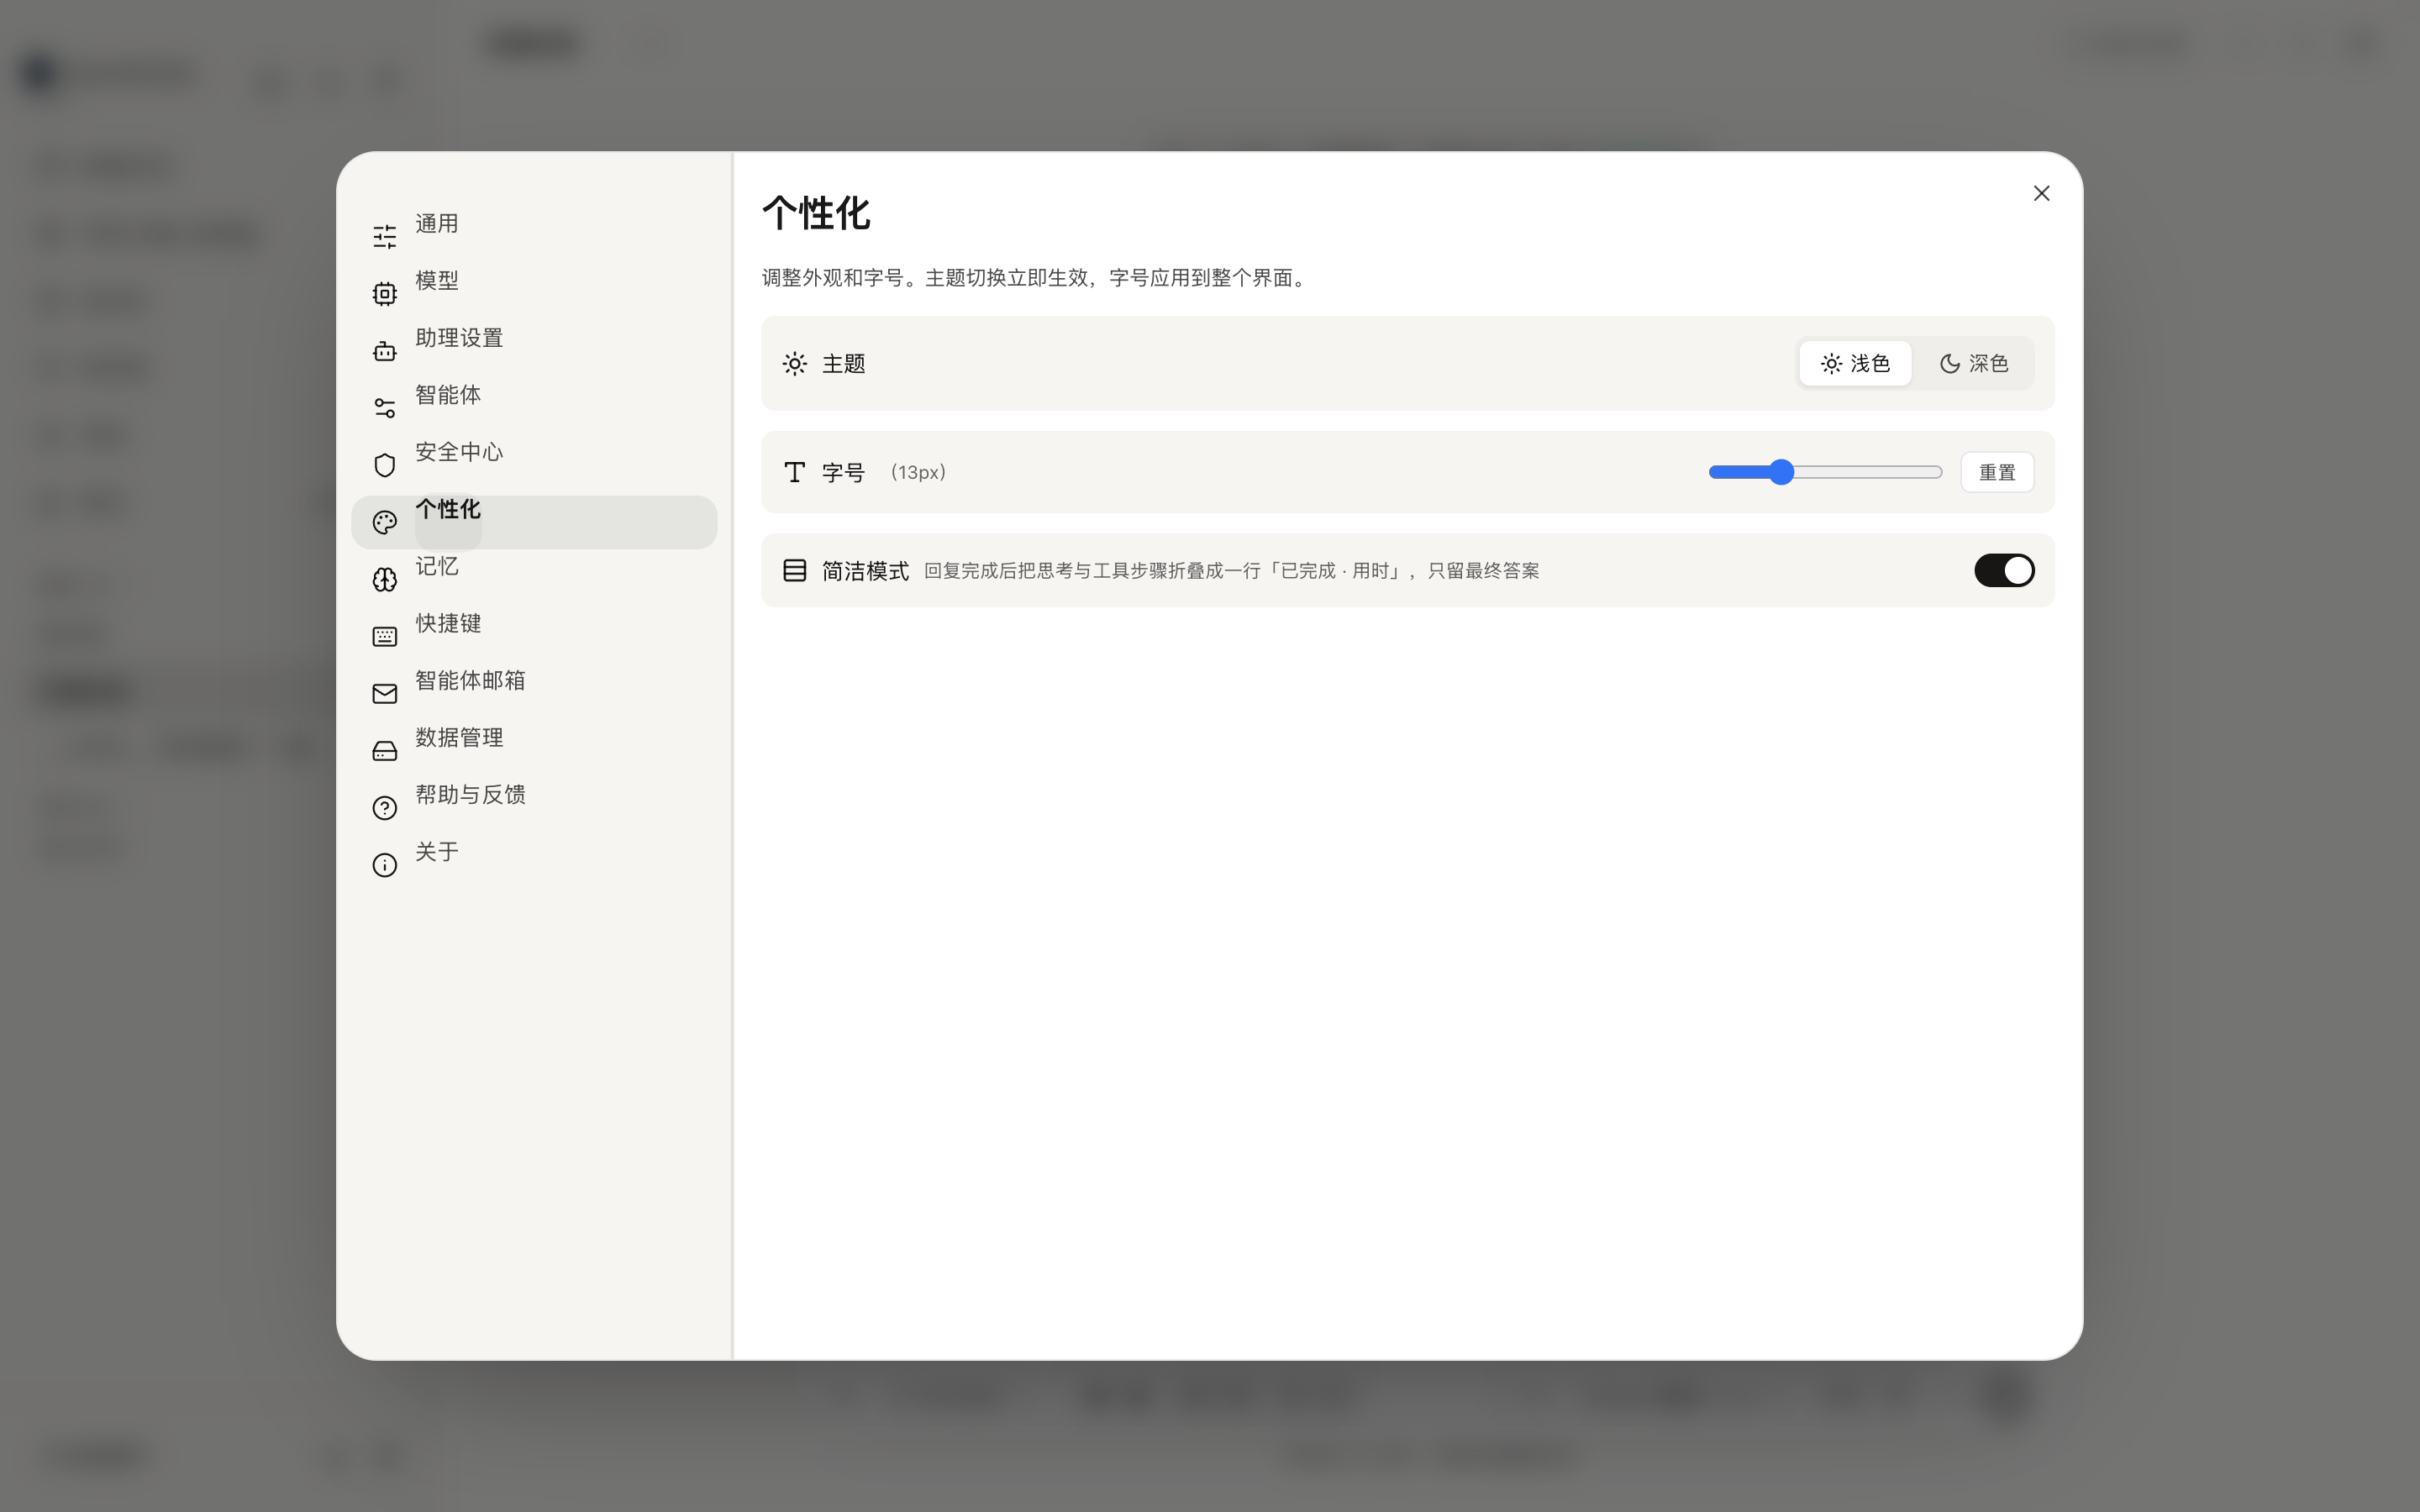 通用
模型
助理设置
智能体
安全中心
个性化
记忆
快捷键
智能体邮箱
数据管理
帮助与反馈
关于
个性化
调整外观和字号。主题切换立即生效，字号应用到整个界面。
主题
浅色
深色
字号 （13px）
重置
简洁模式 回复完成后把思考与工具步骤折叠成一行「已完成 · 用时」，只留最终答案